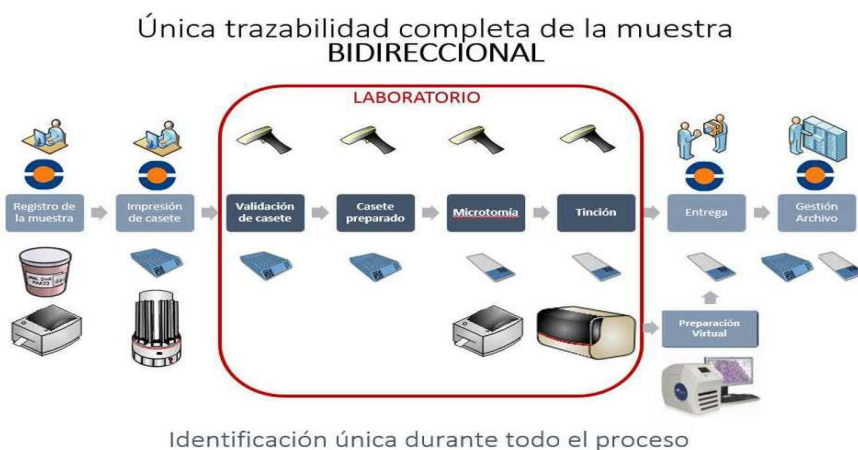 Única trazabilidad completa de la muestra
BIDIRECCIONAL
LABORATORIO
Registro de
la muestra
Impresión
de casete
Validación
de casete
Casete
preparado
Microtomía
Tinción
Entrega
Gestión
Archivo
Preparación
Virtual
Identificación única durante todo el proceso